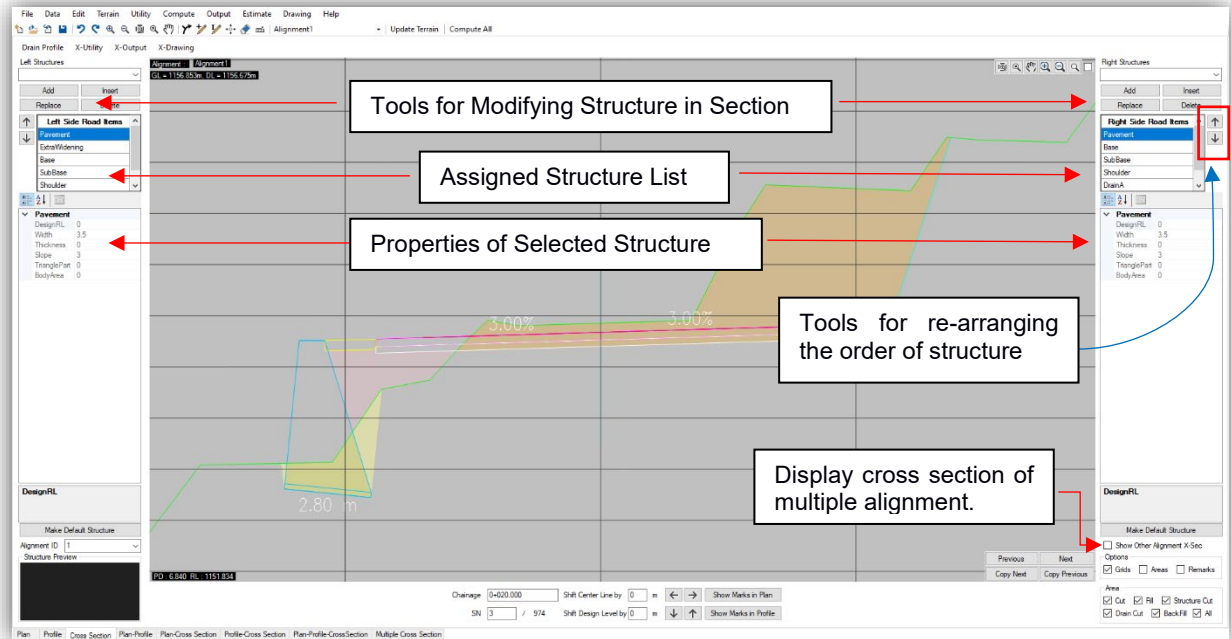 File Data Edit Terrain Utility Compute Output Estimate Drawing Help
Alignment1 Update Terrain Compute All
Drain Profile X-Utility X-Output X-Drawing
Left Structures
Add Insert
Replace
Left Side Road Items
Pavement
ExtraWidening
Base
SubBase
Shoulder
Pavement
DesignRL 0
Width 3.5
Thickness 0
Slope 3
TrianglePart 0
BodyArea 0
DesignRL
Make Default Structure
Alignment ID 1
Structure Preview
Alignment : Alignment1
GL = 1156.853m, DL = 1156.675m
Tools for Modifying Structure in Section
Assigned Structure List
Properties of Selected Structure
3.00% 3.00%
Tools for re-arranging
the order of structure
Display cross section of
multiple alignment.
2.80 m
PD : 6.840 RL : 1151.834
Previous Next
Copy Next Copy Previous
Right Structures
Add Insert
Replace Delete
Right Side Road Items
Pavement
Base
SubBase
Shoulder
DrainA
Pavement
DesignRL 0
Width 3.5
Thickness 0
Slope 3
TrianglePart 0
BodyArea 0
DesignRL
Make Default Structure
Show Other Alignment X-Sec
Options
Grids Areas Remarks
Area
Cut Fill Structure Cut
Drain Cut BackFill All
Chainage 0+020.000 Shift Center Line by 0 m Show Marks in Plan
SN 3 / 974 Shift Design Level by 0 m Show Marks in Profile
Plan Profile Cross Section Plan-Profile Plan-Cross Section Profile-Cross Section Plan-Profile-CrossSection Multiple Cross Section